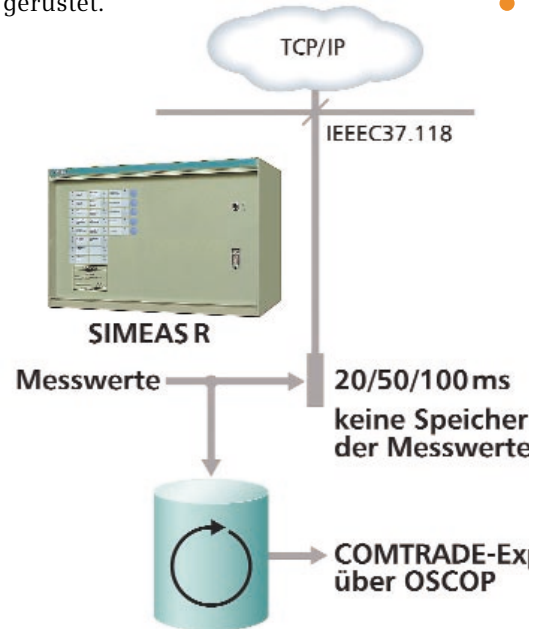 gerüstet.
TCP/IP
IEEEC37.118
SIMEAS R
Messwerte
20/50/100 ms
keine Speicher
der Messwerte
COMTRADE-Ex
über OSCOP